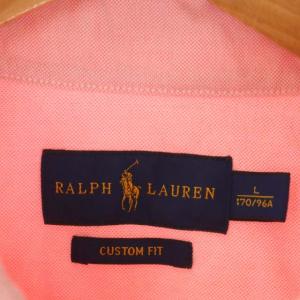 RALPH LAUREN
L
170/96A
CUSTOM FIT